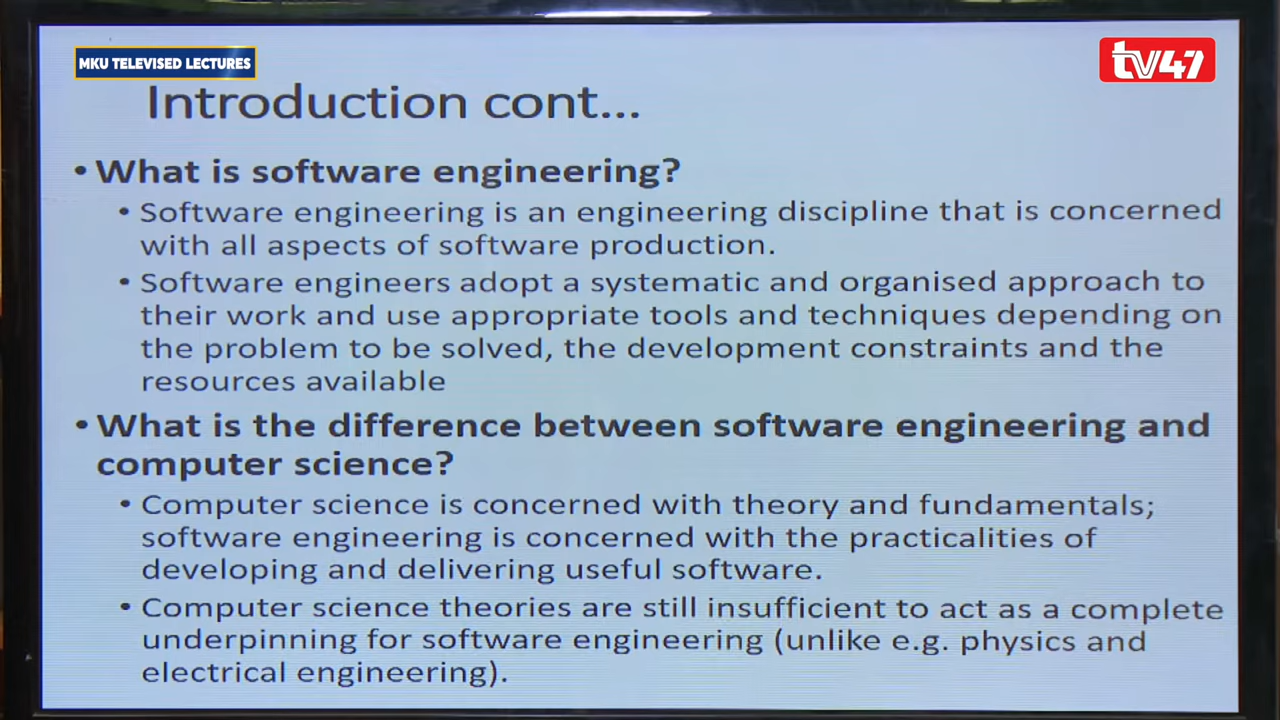 MKU TELEVISED LECTURES
tv47
Introduction cont...
• What is software engineering?
• Software engineering is an engineering discipline that is concerned
with all aspects of software production.
• Software engineers adopt a systematic and organised approach to
their work and use appropriate tools and techniques depending on
the problem to be solved, the development constraints and the
resources available
• What is the difference between software engineering and
computer science?
• Computer science is concerned with theory and fundamentals;
software engineering is concerned with the practicalities of
developing and delivering useful software.
• Computer science theories are still insufficient to act as a complete
underpinning for software engineering (unlike e.g. physics and
electrical engineering).